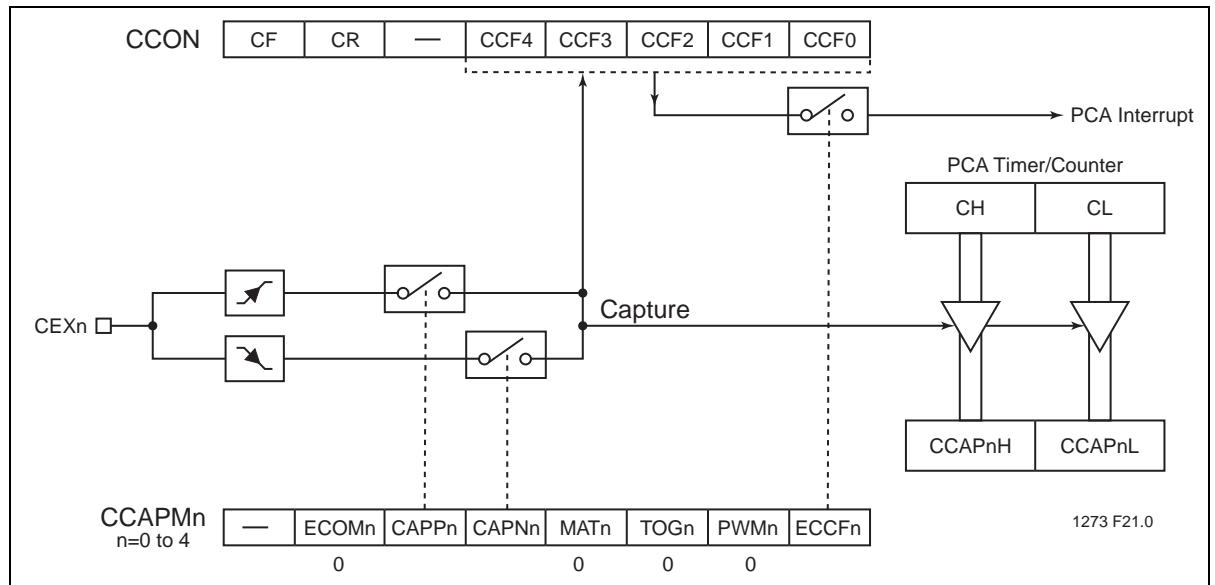 CCON CF CR — CCF4 CCF3 CCF2 CCF1 CCF0
PCA Interrupt
PCA Timer/Counter
CH CL
CEXn
Capture
CCAPnH CCAPnL
CCAPMn — ECOMn CAPPn CAPNn MATn TOGn PWMn ECCFn
n=0 to 4
0 0 0 0
1273 F21.0